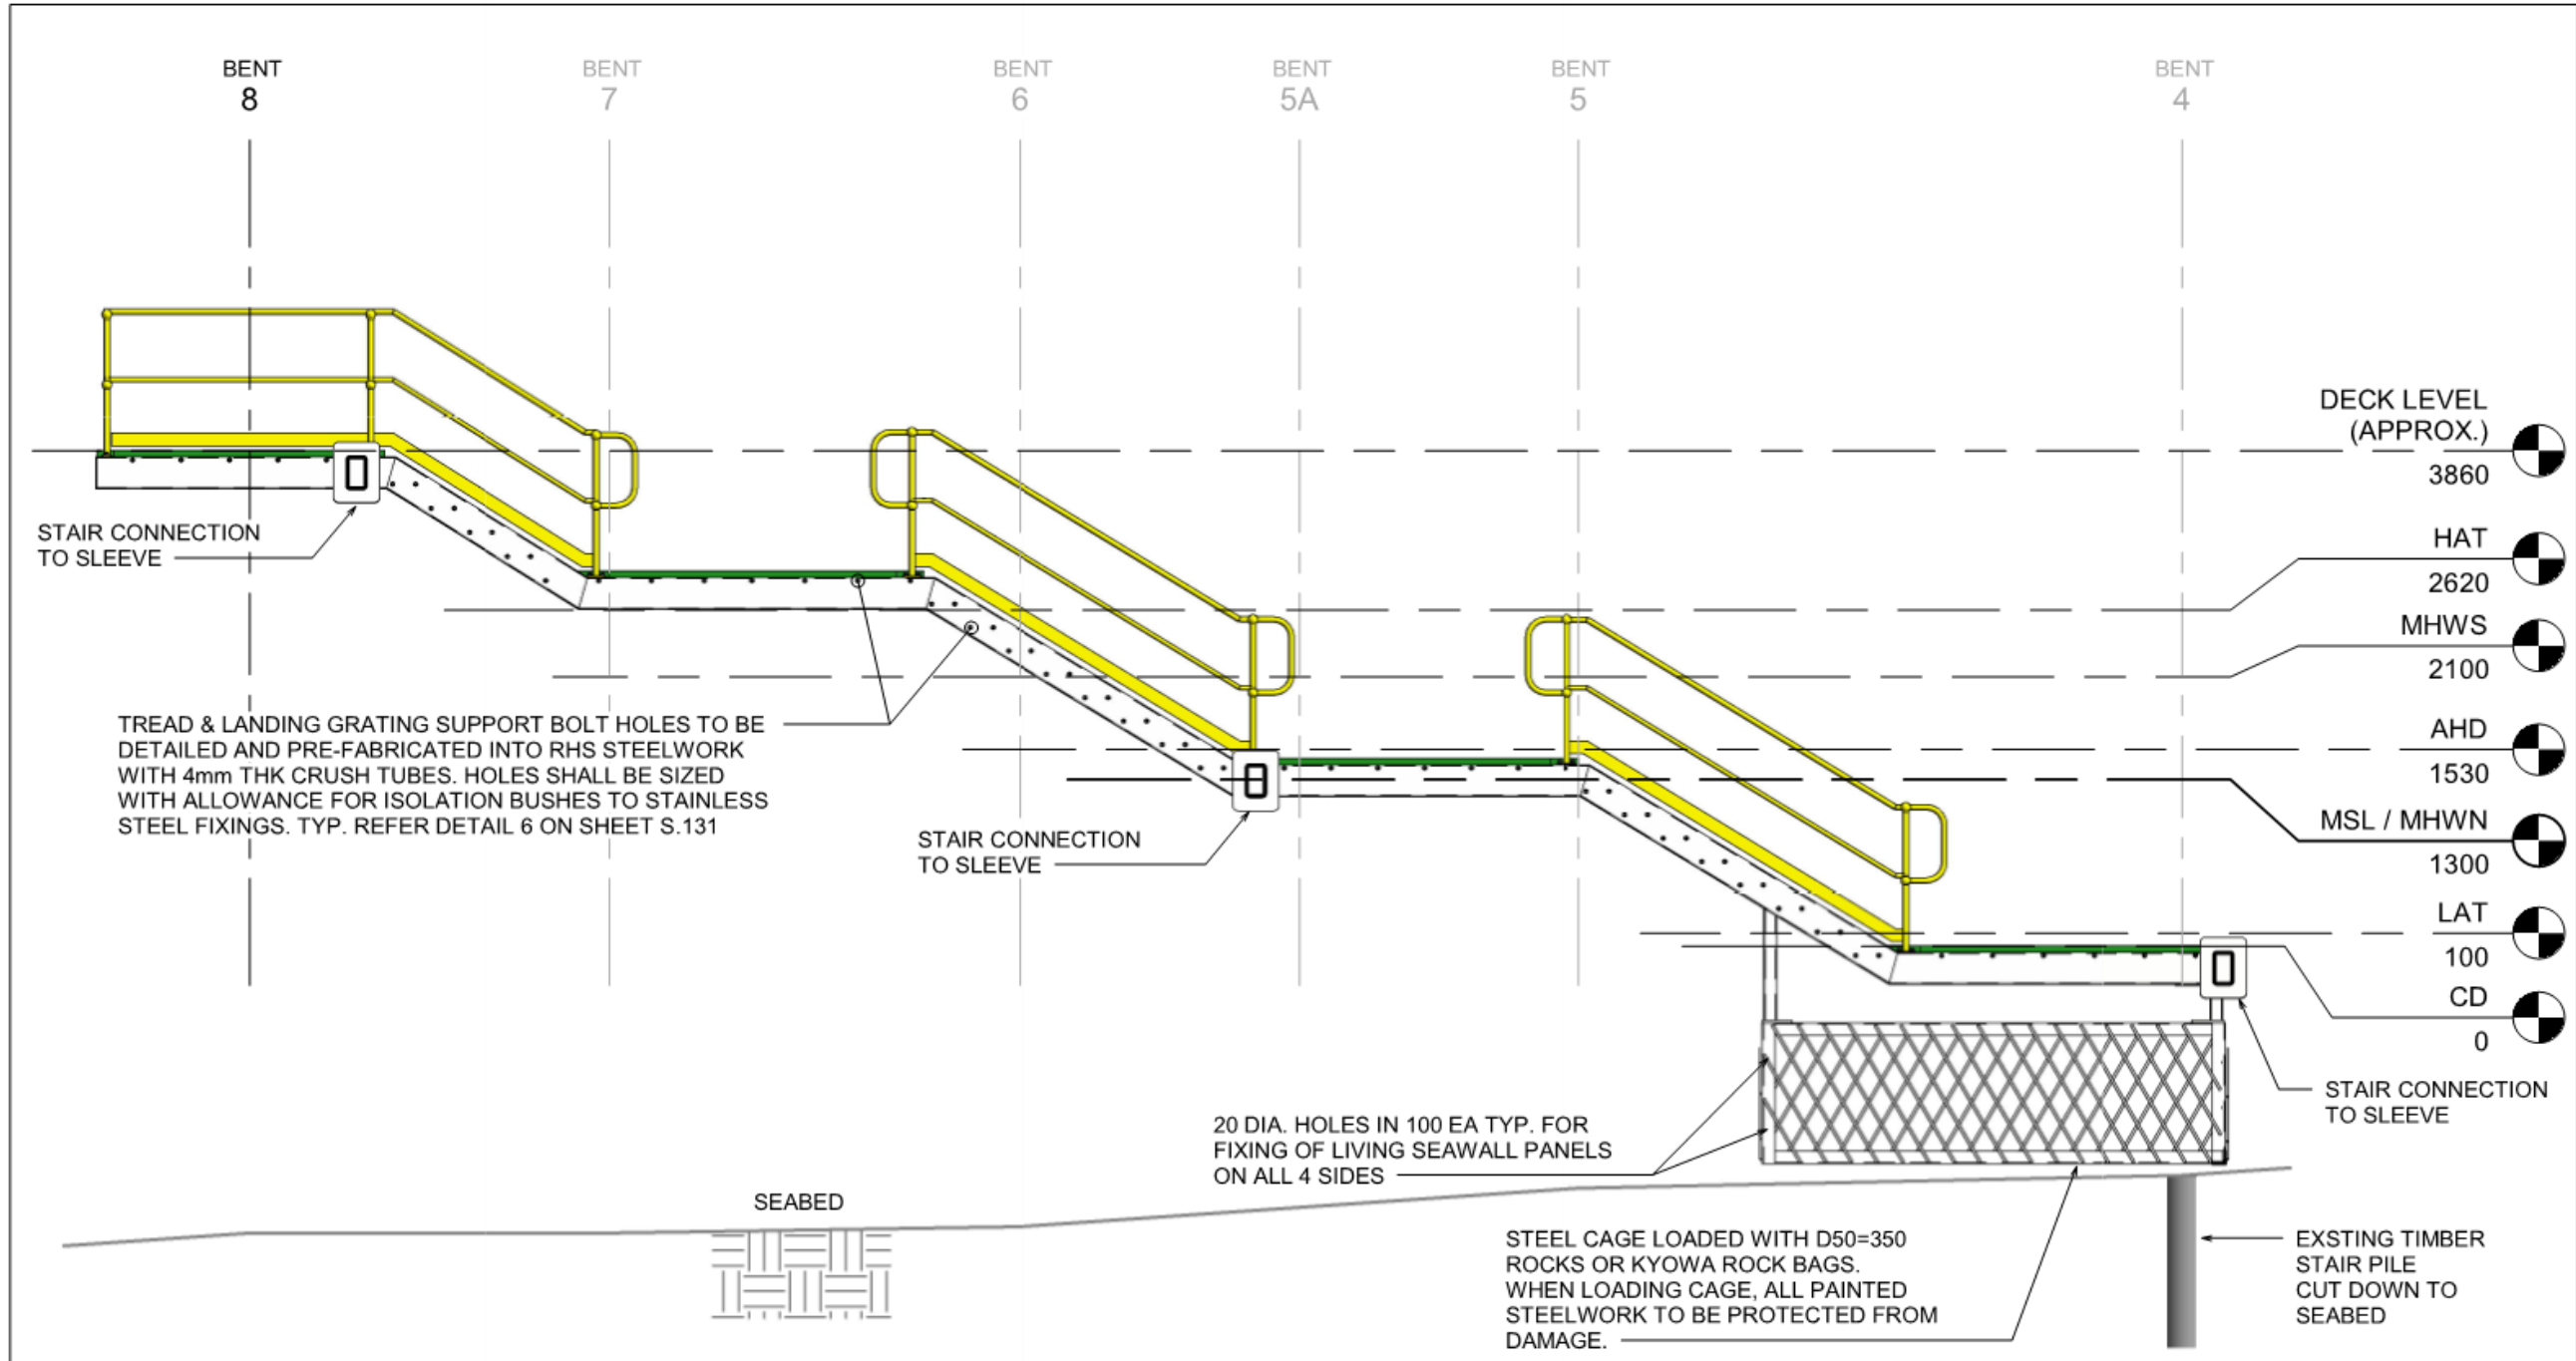 BENT
8
BENT
7
BENT
6
BENT
5A
BENT
5
BENT
4
DECK LEVEL
(APPROX.)
3860
HAT
2620
MHWS
2100
AHD
1530
MSL / MHWN
1300
LAT
100
CD
0
STAIR CONNECTION
TO SLEEVE
TREAD & LANDING GRATING SUPPORT BOLT HOLES TO BE
DETAILED AND PRE-FABRICATED INTO RHS STEELWORK
WITH 4mm THK CRUSH TUBES. HOLES SHALL BE SIZED
WITH ALLOWANCE FOR ISOLATION BUSHES TO STAINLESS
STEEL FIXINGS. TYP. REFER DETAIL 6 ON SHEET S.131
STAIR CONNECTION
TO SLEEVE
STAIR CONNECTION
TO SLEEVE
20 DIA. HOLES IN 100 EA TYP. FOR
FIXING OF LIVING SEAWALL PANELS
ON ALL 4 SIDES
SEABED
STEEL CAGE LOADED WITH D50=350
ROCKS OR KYOWA ROCK BAGS.
WHEN LOADING CAGE, ALL PAINTED
STEELWORK TO BE PROTECTED FROM
DAMAGE.
EXSTING TIMBER
STAIR PILE
CUT DOWN TO
SEABED